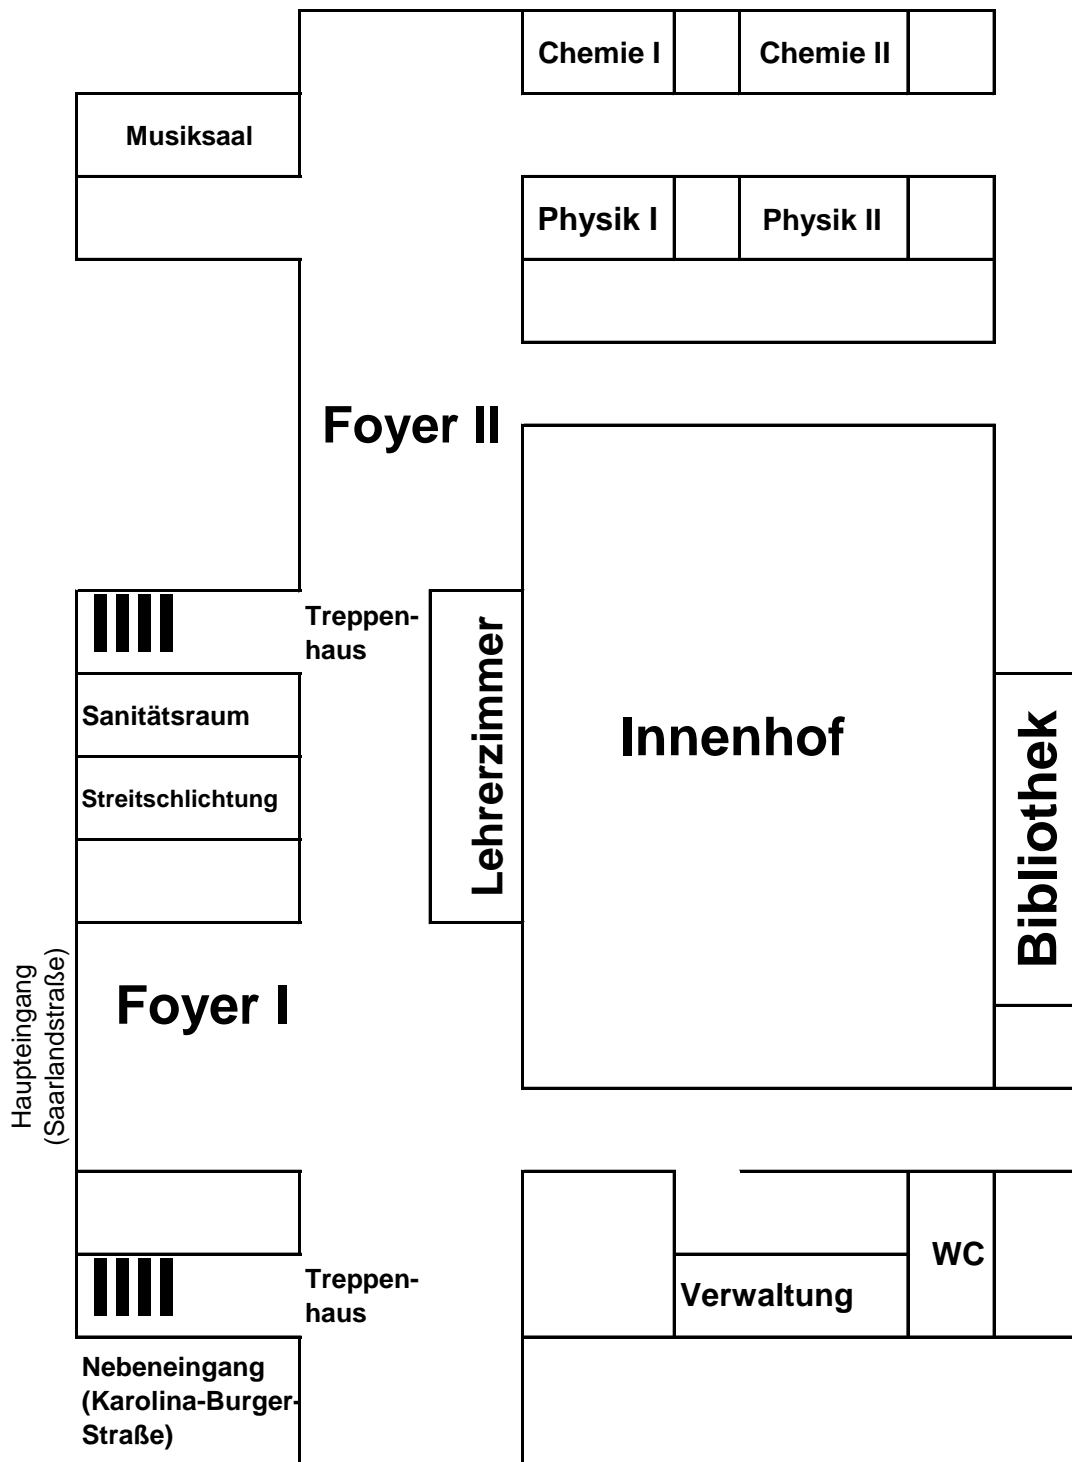 Chemie I
Chemie II
Musiksaal
Physik I
Physik II
Foyer II
Treppen-
haus
Lehrerzimmer
Sanitätsraum
Innenhof
Bibliothek
Streitschlichtung
Haupteingang
(Saarlandstraße)
Foyer I
WC
Treppen-
haus
Verwaltung
Nebeneingang
(Karolina-Burger-
Straße)